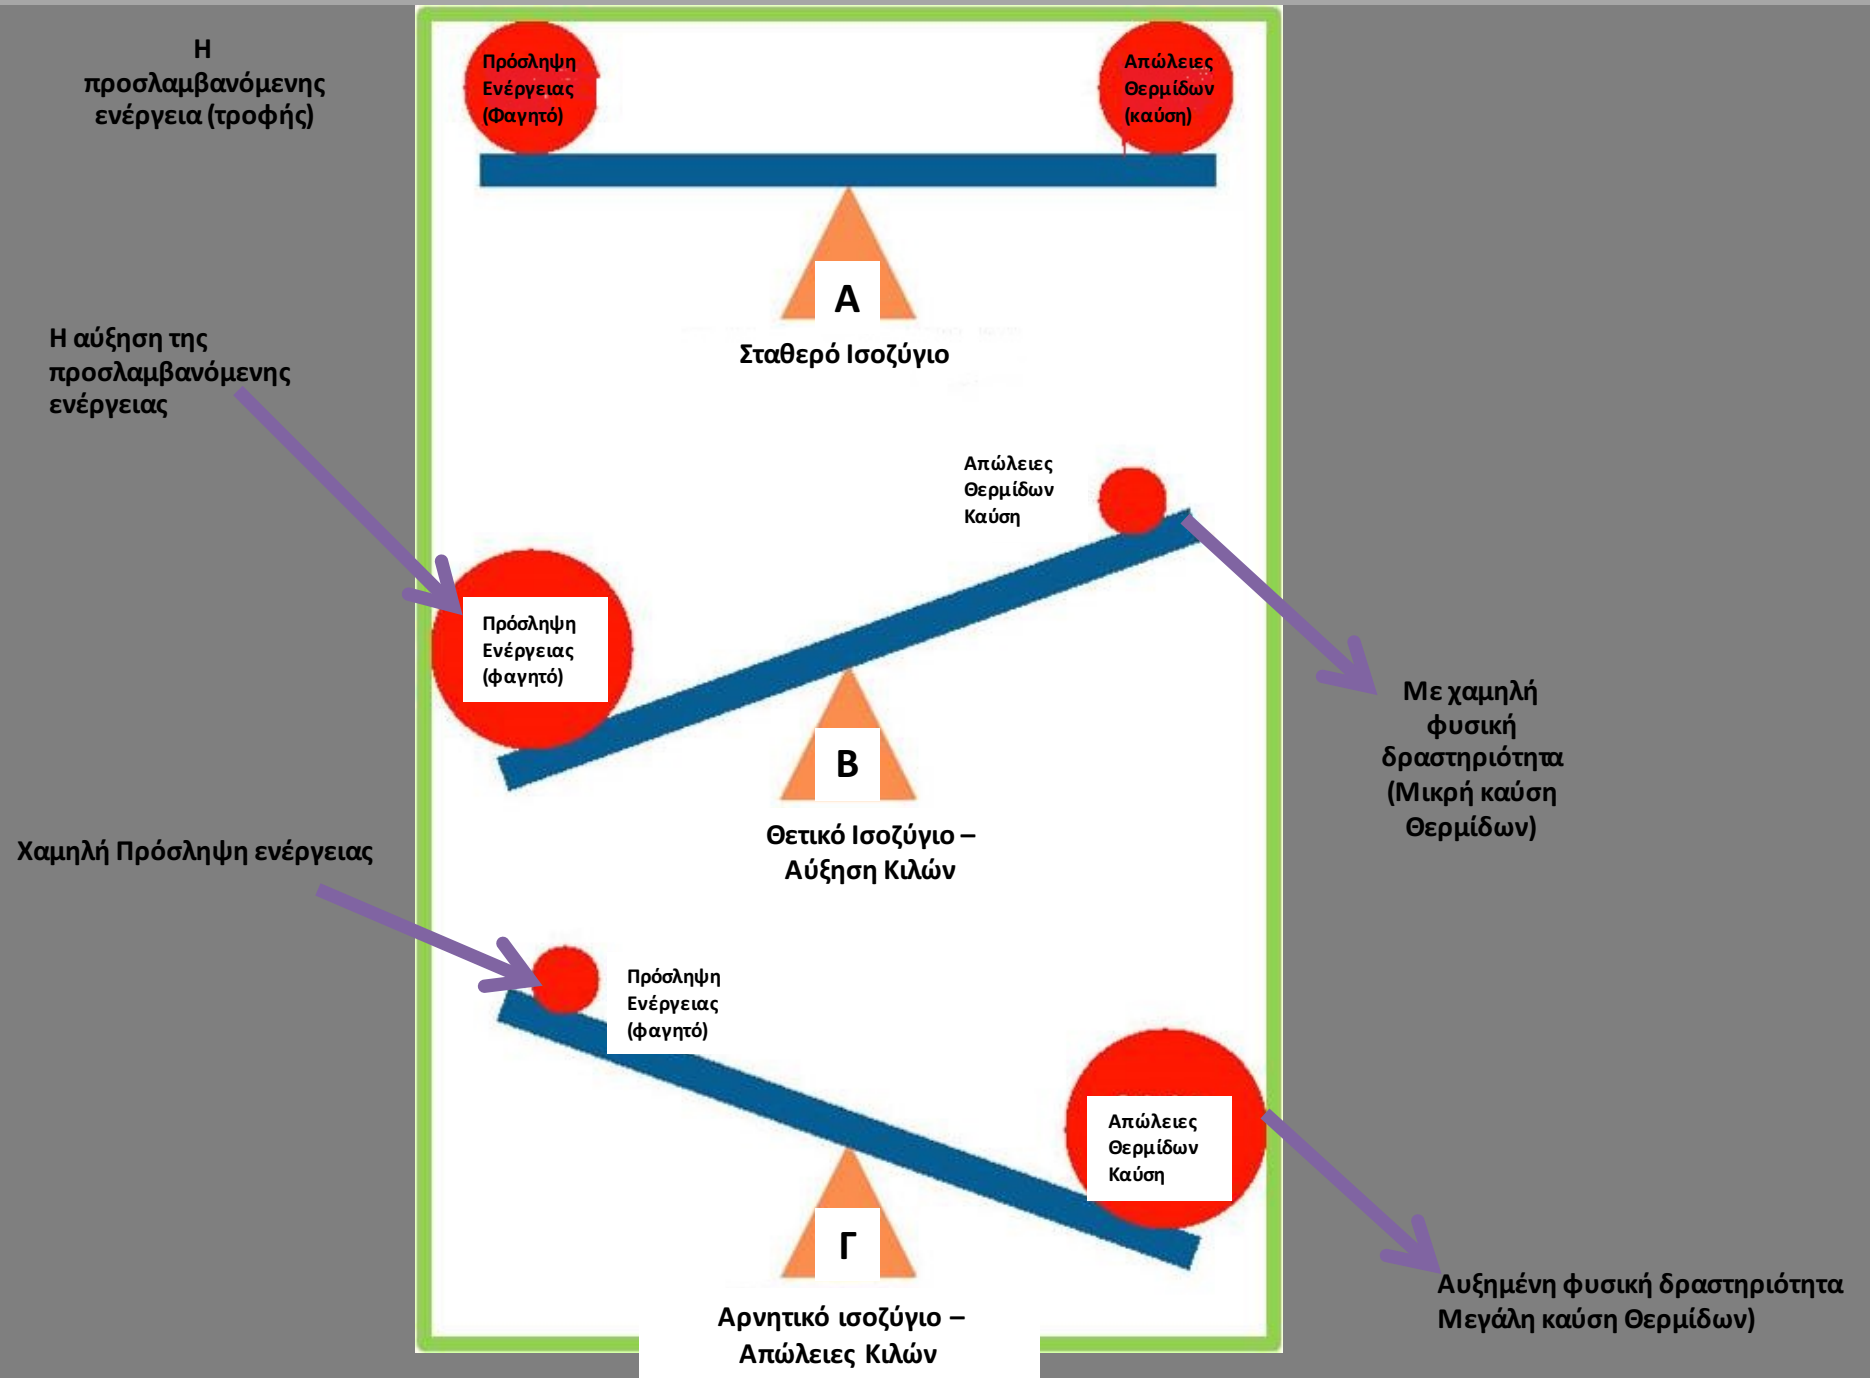 Η
προσλαμβανόμενης
ενέργεια (τροφής)
Πρόσληψη
Ενέργειας
(Φαγητό)
Απώλειες
Θερμίδων
(καύση)
Α
Σταθερό Ισοζύγιο
Η αύξηση της
προσλαμβανόμενης
ενέργειας
Απώλειες
Θερμίδων
Καύση
Πρόσληψη
Ενέργειας
(φαγητό)
Β
Θετικό Ισοζύγιο –
Αύξηση Κιλών
Με χαμηλή
φυσική
δραστηριότητα
(Μικρή καύση
Θερμίδων)
Χαμηλή Πρόσληψη ενέργειας
Πρόσληψη
Ενέργειας
(φαγητό)
Απώλειες
Θερμίδων
Καύση
Γ
Αρνητικό ισοζύγιο –
Απώλειες Κιλών
Αυξημένη φυσική δραστηριότητα
Μεγάλη καύση Θερμίδων)